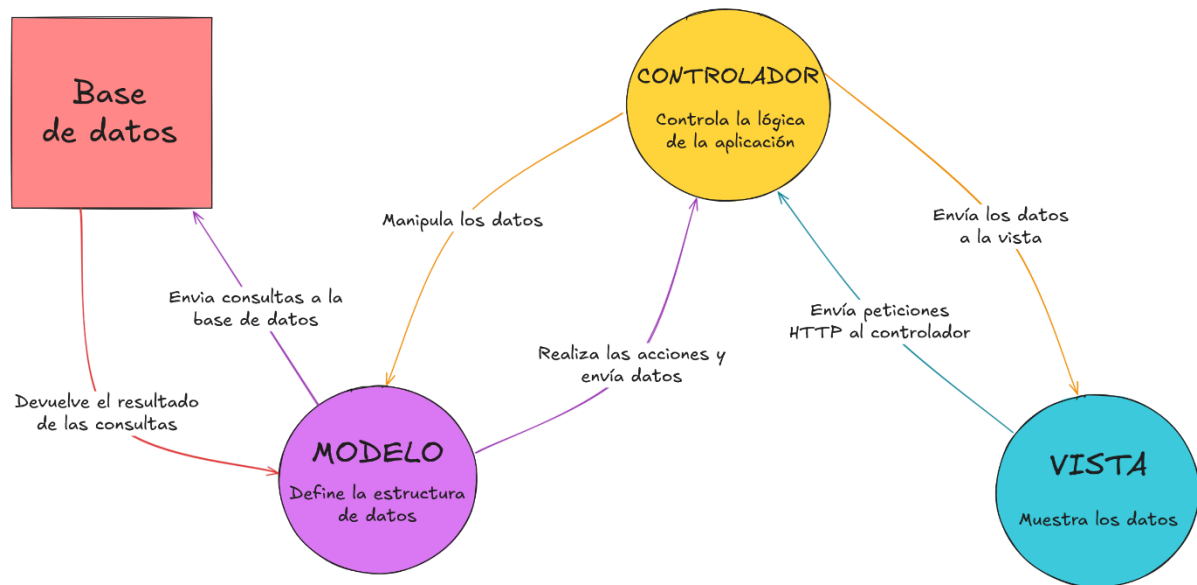 Base
de datos
CONTROLADOR
Controla la lógica
de la aplicación
Manipula los datos
Envía los datos
a la vista
Envia consultas a la
base de datos
Envía peticiones
HTTP al controlador
Realiza las acciones y
envía datos
Devuelve el resultado
de las consultas
MODELO
Define la estructura
de datos
VISTA
Muestra los datos